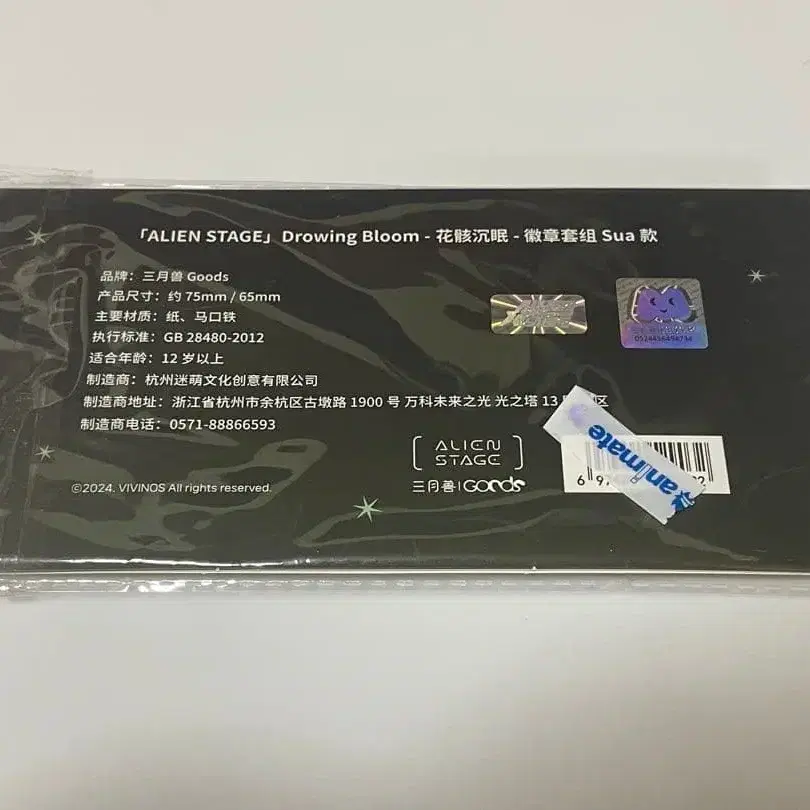 「ALIEN STAGE」Drowing Bloom - 花骸沉眠 - 徽章套组 Sua 款
品牌：三月兽 Goods
产品尺寸：约 75mm / 65mm
主要材质：纸、马口铁
执行标准：GB 28480-2012
适合年龄：12 岁以上
制造商：杭州迷萌文化创意有限公司
制造商地址：浙江省杭州市余杭区古墩路 1900 号 万科未来之光 光之塔 13 区
制造商电话：0571-88866593
0524456494734
animate
ALIEN
STAGE
三月兽 | GOODS
6 97
02
©2024. VIVINOS All rights reserved.